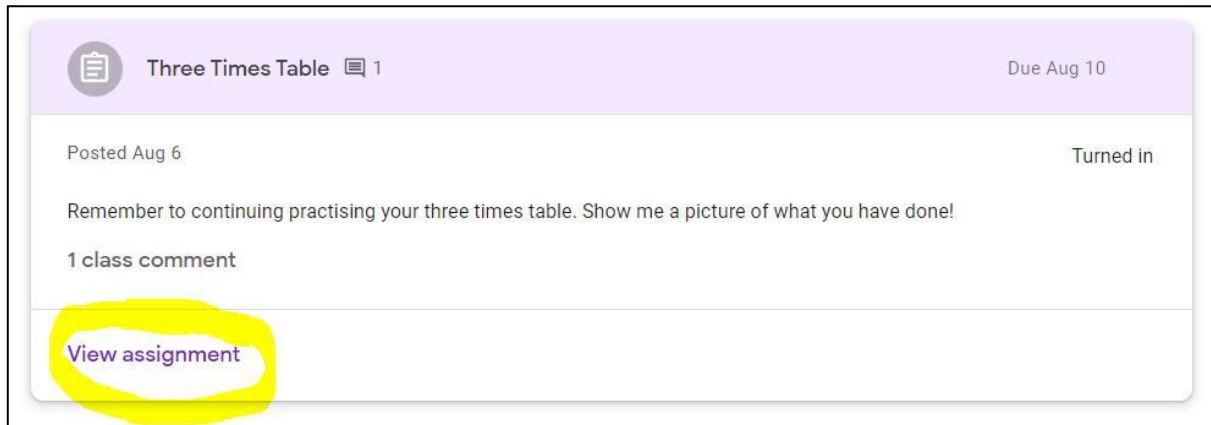 Three Times Table 1 Due Aug 10
Posted Aug 6 Turned in
Remember to continuing practising your three times table. Show me a picture of what you have done!
1 class comment
View assignment